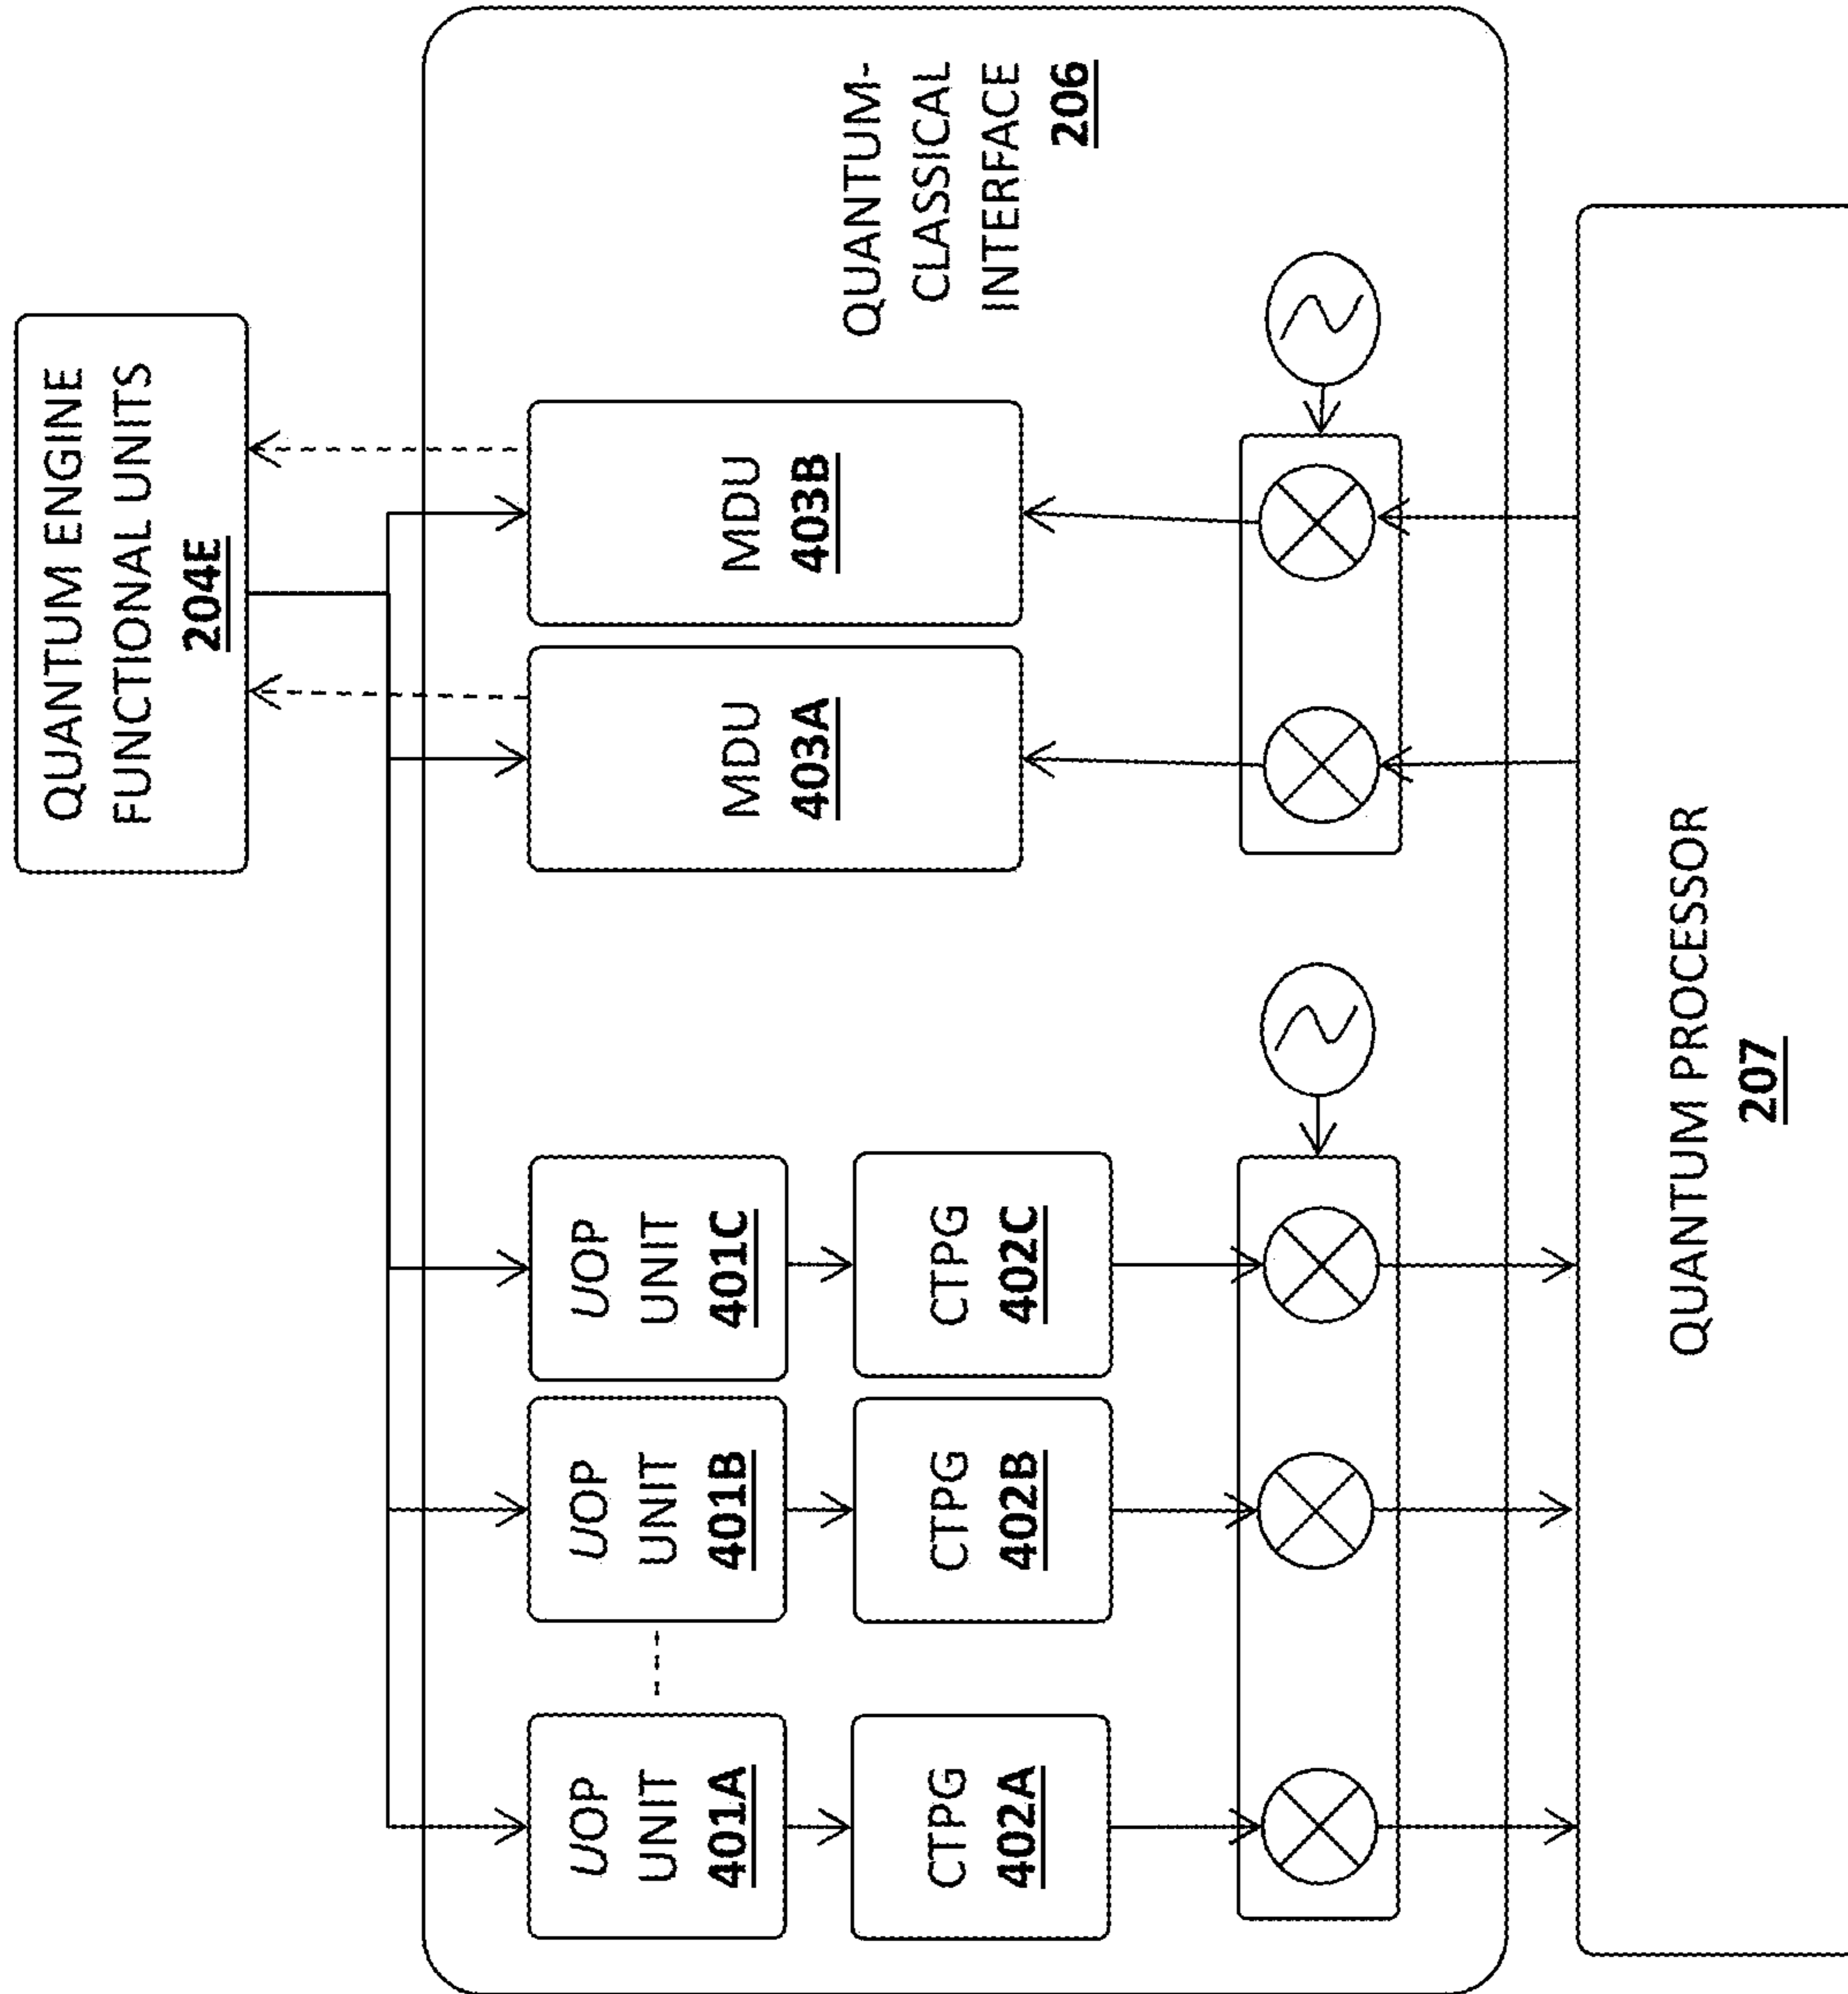 QUANTUM ENGINE
FUNCTIONAL UNITS
204E
QUANTUM-
CLASSICAL
INTERFACE
206
UOP
UNIT
401A
UOP
UNIT
401B
UOP
UNIT
401C
MDU
403A
MDU
403B
CTPG
402A
CTPG
402B
CTPG
402C
QUANTUM PROCESSOR
207